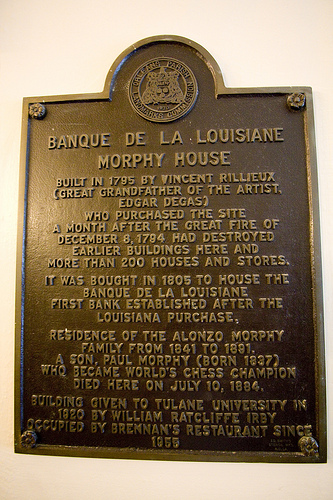 BANQUE DE LA LOUISIANE
MORPHY HOUSE
BUILT IN 1795 BY VINCENT RILLIEUX
(GREAT GRANDFATHER OF THE ARTIST,
EDGAR DEGAS)
WHO PURCHASED THE SITE
A MONTH AFTER THE GREAT FIRE OF
DECEMBER 8, 1794 HAD DESTROYED
EARLIER BUILDINGS HERE AND
MORE THAN 200 HOUSES AND STORES.
IT WAS BOUGHT IN 1805 TO HOUSE THE
BANQUE DE LA LOUISIANE
FIRST BANK ESTABLISHED AFTER THE
LOUISIANA PURCHASE.
RESIDENCE OF THE ALONZO MORPHY
FAMILY FROM 1841 TO 1891.
A SON, PAUL MORPHY (BORN 1837)
WHO BECAME WORLD'S CHESS CHAMPION
DIED HERE ON JULY 10, 1884.
BUILDING GIVEN TO TULANE UNIVERSITY IN
1920 BY WILLIAM RATCLIFFE IRBY
OCCUPIED BY BRENNAN'S RESTAURANT SINCE
1955